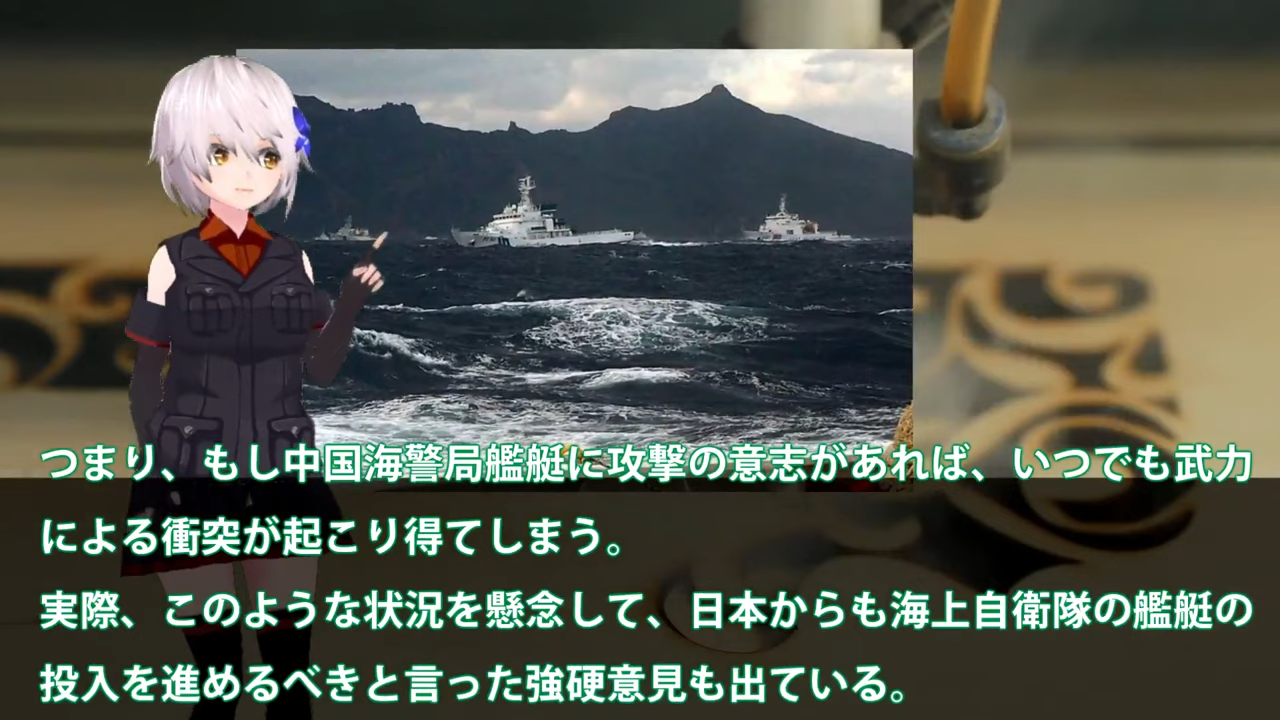 つまり、もし中国海警局艦艇に攻撃の意志があれば、いつでも武力
による衝突が起こり得てしまう。
実際、このような状況を懸念して、日本からも海上自衛隊の艦艇の
投入を進めるべきと言った強硬意見も出ている。